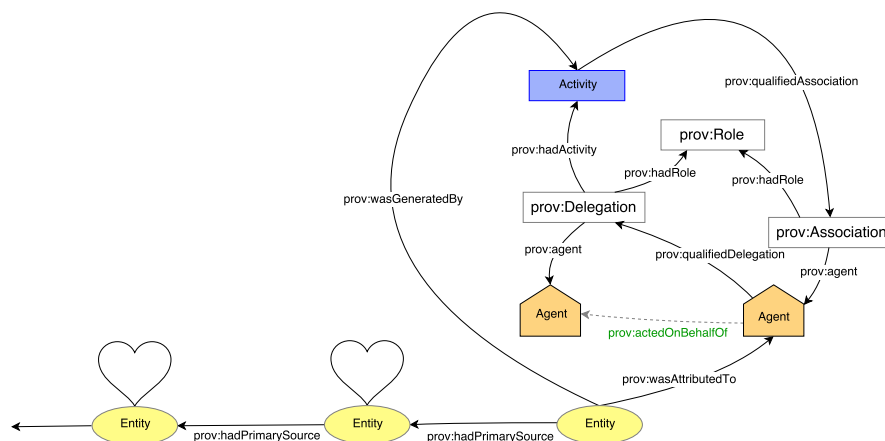 Activity
prov:qualifiedAssociation
prov:Role
prov:hadActivity
prov:hadRole
prov:hadRole
prov:wasGeneratedBy
prov:Delegation
prov:Association
prov:agent
prov:qualifiedDelegation
prov:agent
Agent
Agent
prov:actedOnBehalfOf
prov:wasAttributedTo
Entity
Entity
Entity
prov:hadPrimarySource
prov:hadPrimarySource